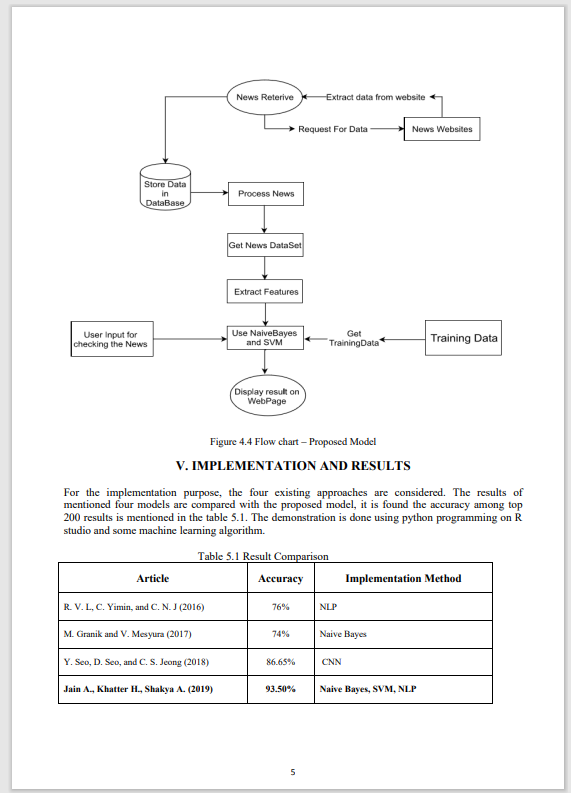 News Reterive
Extract data from website
Request For Data
News Websites
Store Data
in
DataBase
Process News
Get News DataSet
Extract Features
User Input for
checking the News
Use NaiveBayes
and SVM
Get
TrainingData
Training Data
Display result on
WebPage
Figure 4.4 Flow chart – Proposed Model
V. IMPLEMENTATION AND RESULTS
For the implementation purpose, the four existing approaches are considered. The results of
mentioned four models are compared with the proposed model, it is found the accuracy among top
200 results is mentioned in the table 5.1. The demonstration is done using python programming on R
studio and some machine learning algorithm.
Table 5.1 Result Comparison
Article Accuracy Implementation Method
R. V. L, C. Yimin, and C. N. J (2016) 76% NLP
M. Granik and V. Mesyura (2017) 74% Naive Bayes
Y. Seo, D. Seo, and C. S. Jeong (2018) 86.65% CNN
Jain A., Khatter H., Shakya A. (2019) 93.50% Naive Bayes, SVM, NLP
5